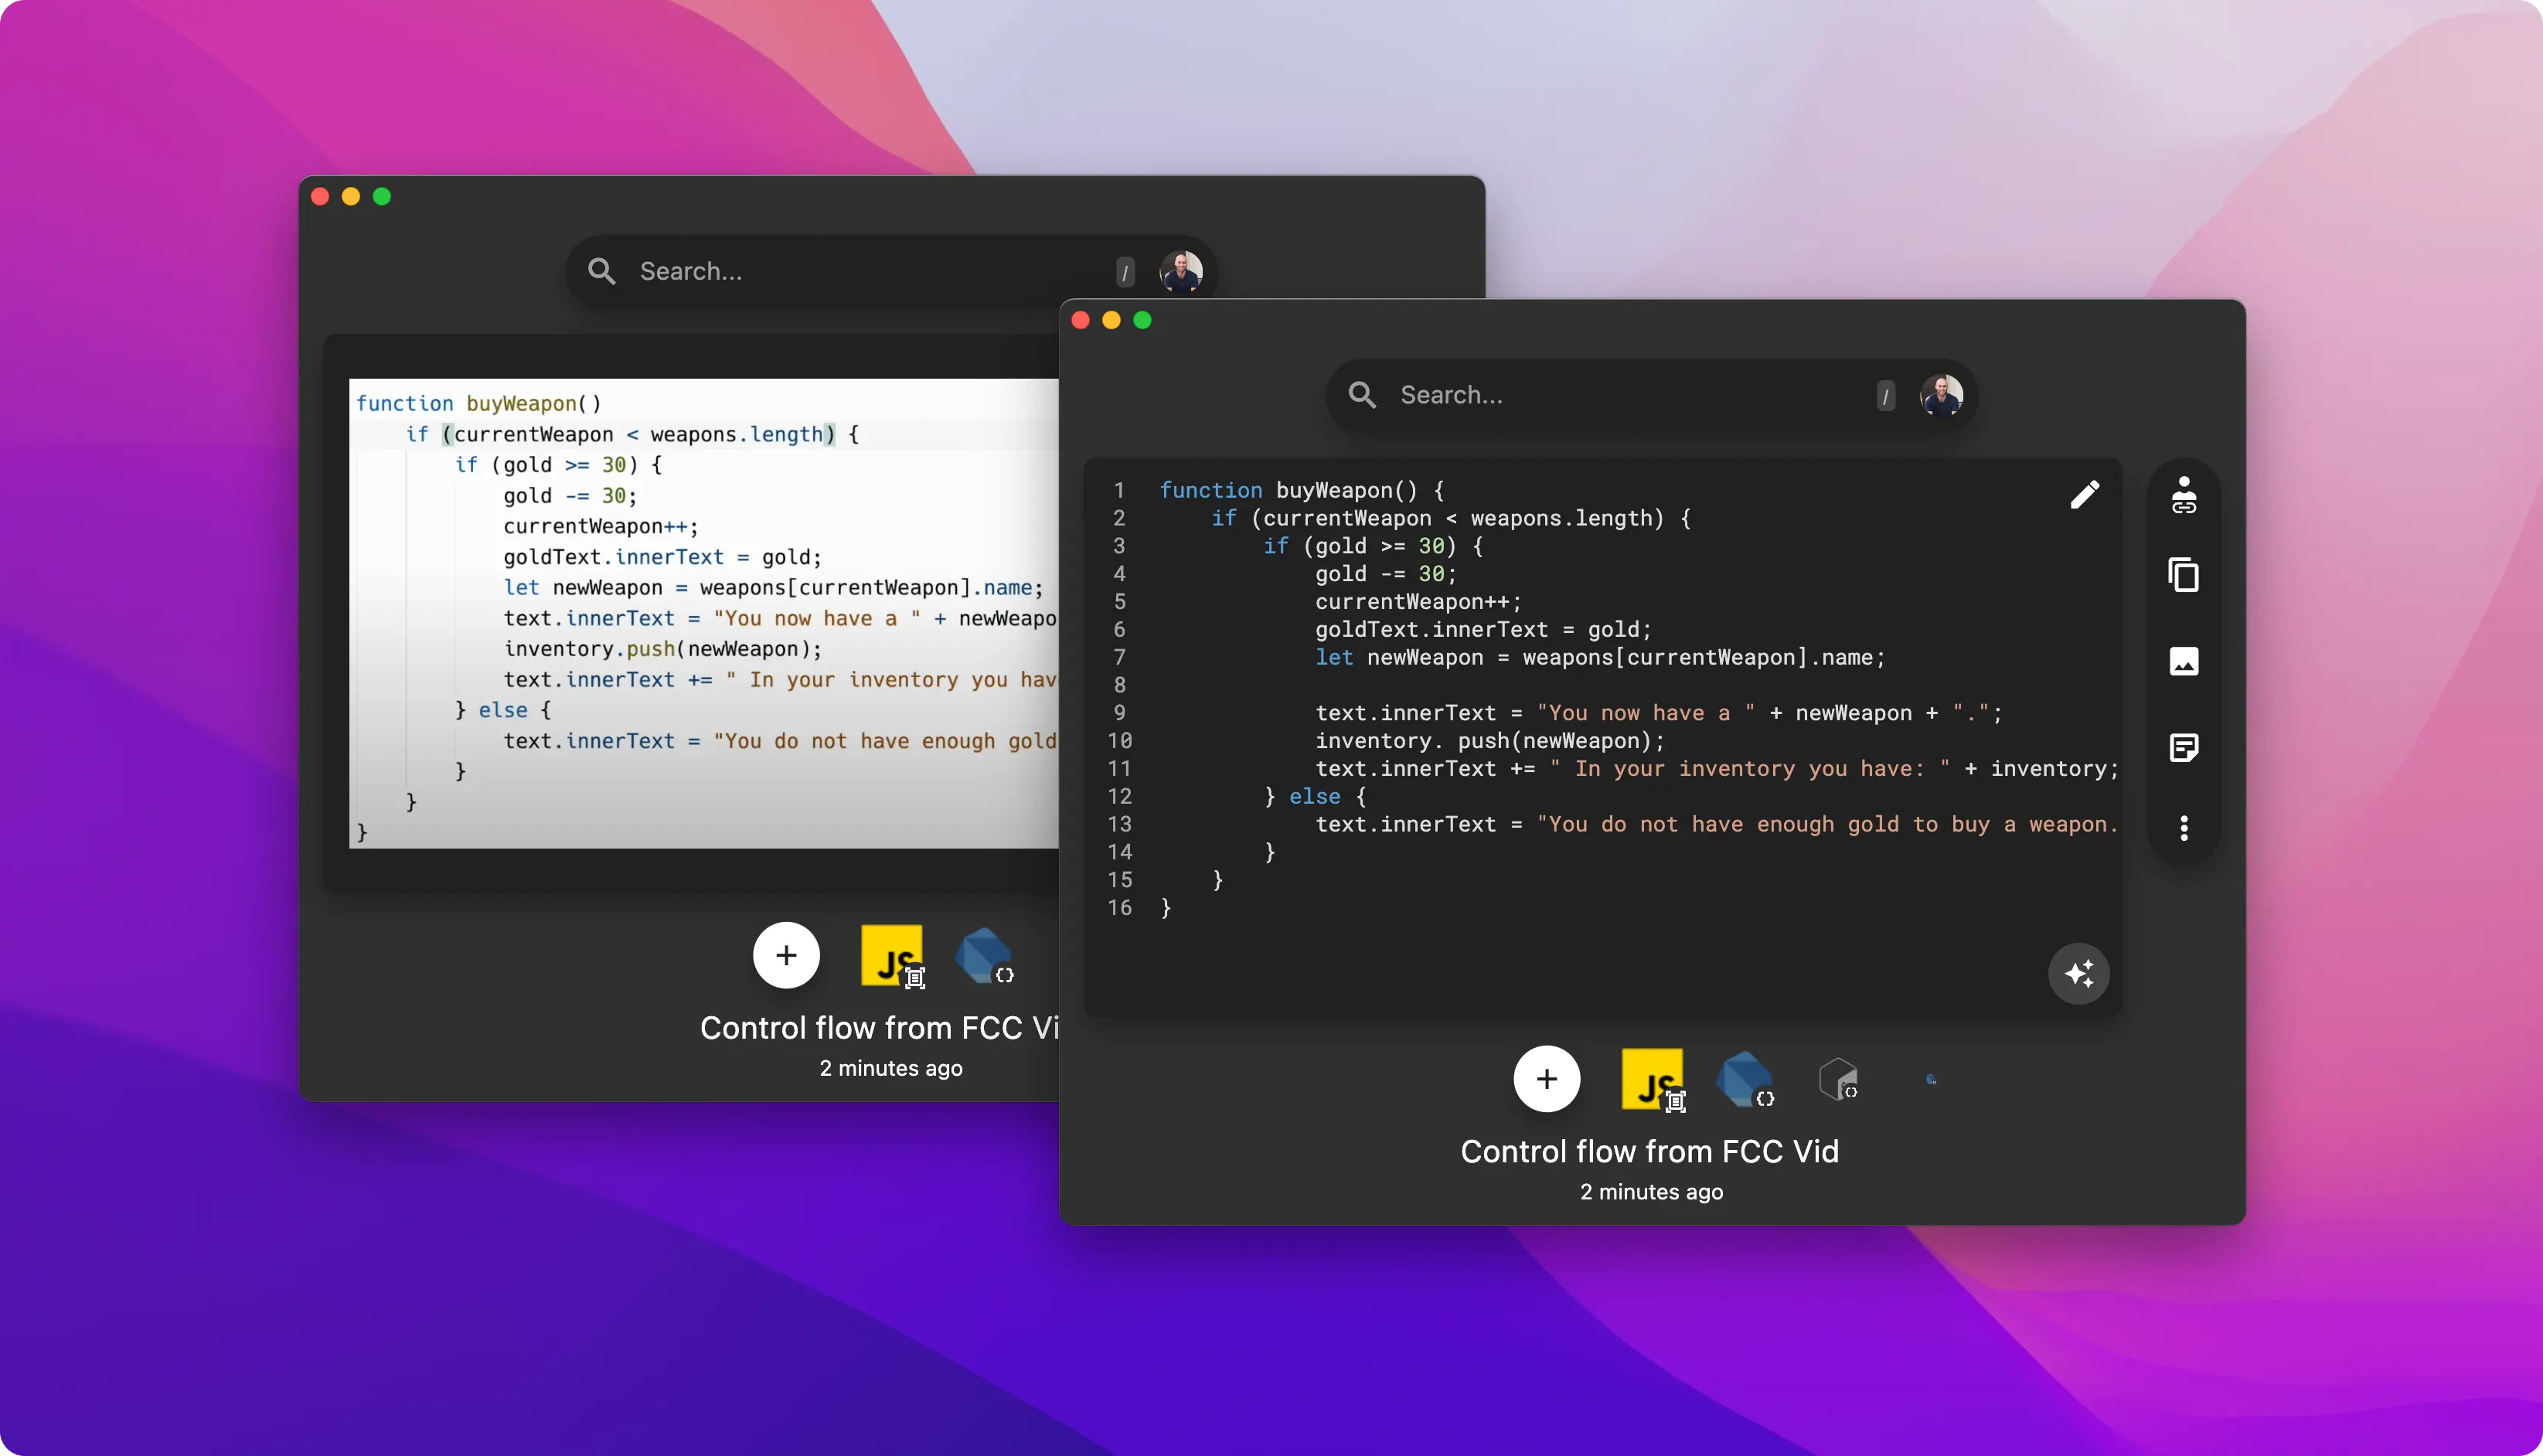 Search...
/
function buyWeapon()
if (currentWeapon < weapons.length) {
if (gold >= 30) {
gold -= 30;
currentWeapon++;
goldText.innerText = gold;
let newWeapon = weapons[currentWeapon].name;
text.innerText = "You now have a " + newWeapo
inventory.push(newWeapon);
text.innerText += " In your inventory you hav
} else {
text.innerText = "You do not have enough gold
}
}
}
+
JS
{}
Control flow from FCC Vi
2 minutes ago
Search...
/
1 function buyWeapon() {
2 if (currentWeapon < weapons.length) {
3 if (gold >= 30) {
4 gold -= 30;
5 currentWeapon++;
6 goldText.innerText = gold;
7 let newWeapon = weapons[currentWeapon].name;
8
9 text.innerText = "You now have a " + newWeapon + ".";
10 inventory. push(newWeapon);
11 text.innerText += " In your inventory you have: " + inventory;
12 } else {
13 text.innerText = "You do not have enough gold to buy a weapon.
14 }
15 }
16 }
+
JS
{}
{}
Control flow from FCC Vid
2 minutes ago